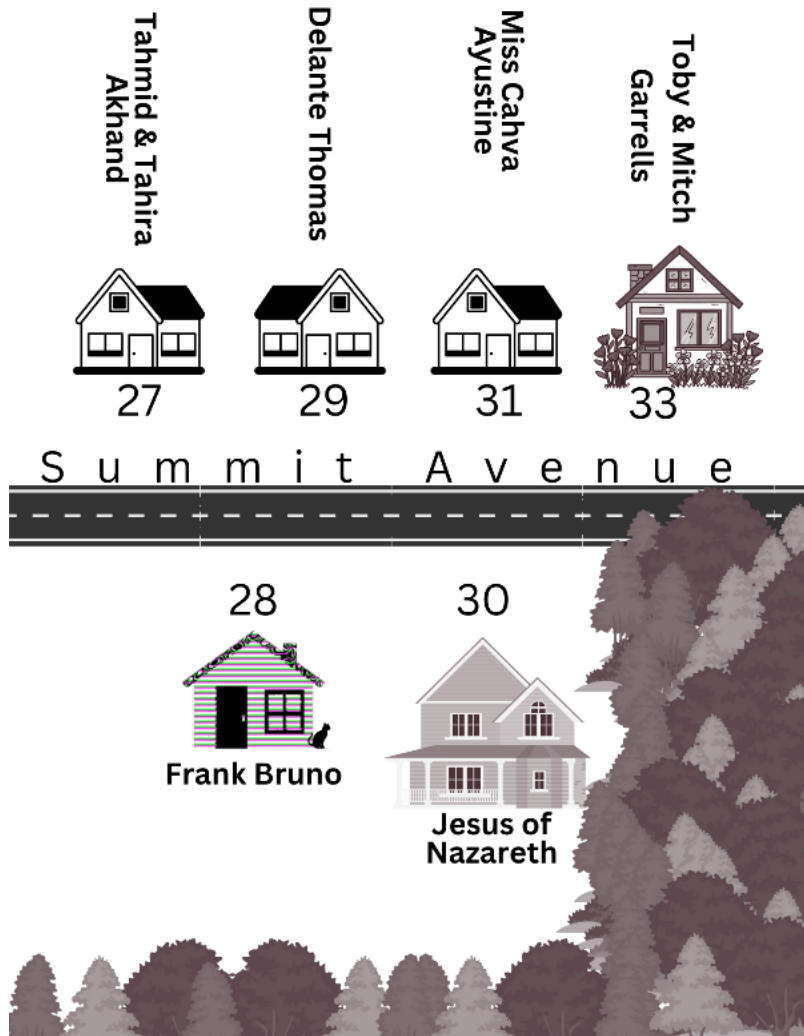 Tahmid & Tahira
Akhand
Delante Thomas
Miss Cahva
Ayustine
Toby & Mitch
Garrells
27
29
31
33
Summit Avenue
28
30
Frank Bruno
Jesus of
Nazareth